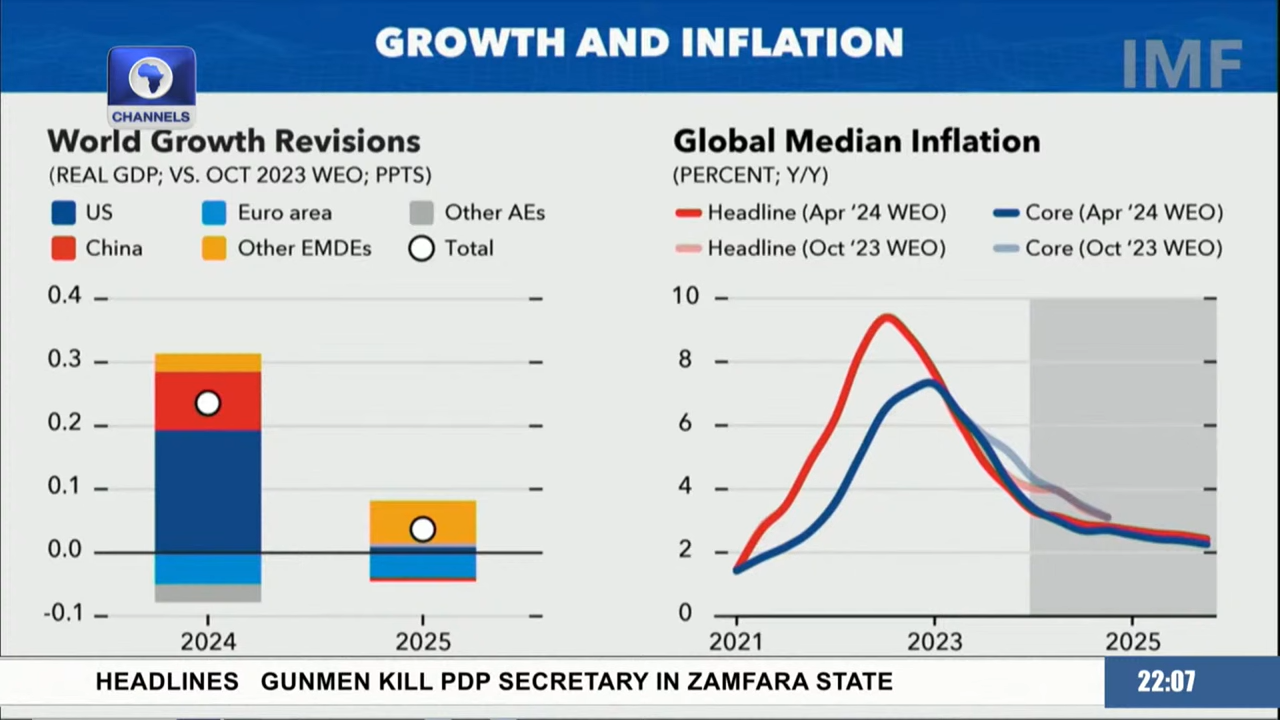 GROWTH AND INFLATION
IMF
CHANNELS
World Growth Revisions
(REAL GDP; VS. OCT 2023 WEO; PPTS)
US
Euro area
Other AEs
China
Other EMDEs
Total
0.4
0.3
0.2
0.1
0.0
-0.1
2024
2025
Global Median Inflation
(PERCENT; Y/Y)
Headline (Apr ‘24 WEO)
Core (Apr ‘24 WEO)
Headline (Oct ‘23 WEO)
Core (Oct ‘23 WEO)
10
8
6
4
2
0
2021
2023
2025
HEADLINES GUNMEN KILL PDP SECRETARY IN ZAMFARA STATE
22:07